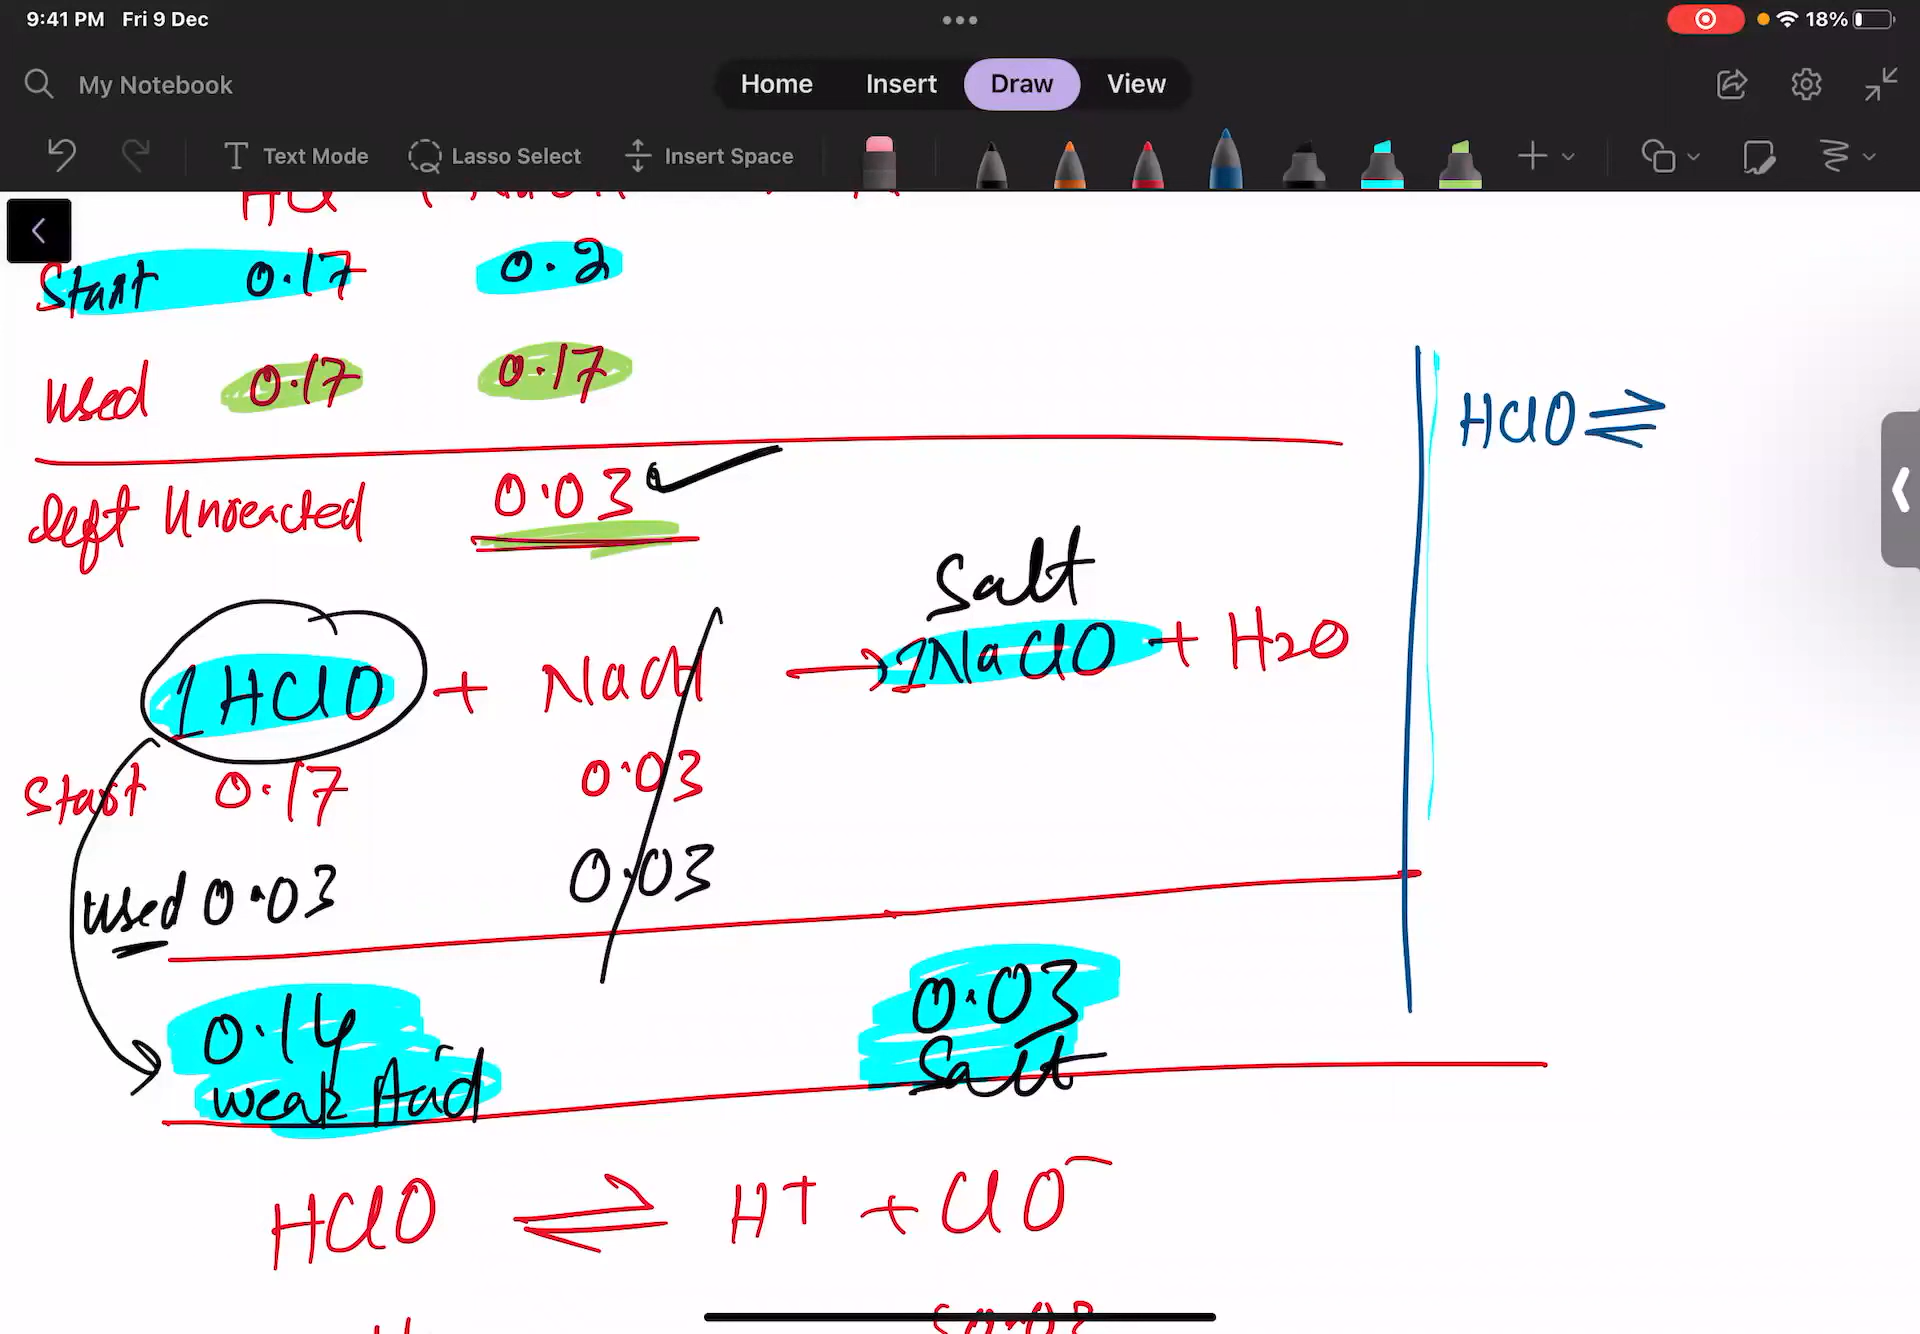 9:41 PM Fri 9 Dec
18%
My Notebook
Home Insert Draw View
Text Mode
Lasso Select
Insert Space
Start 0.17 0.2
Used 0.17 0.17
left Unreacted 0.03
Salt
1HClO + NaOH → 1NaClO + H2O
Start 0.17 0.03
Used 0.03 0.03
0.14 0.03
weak Acid Salt
HClO ⇌ H+ + ClO⁻
HClO ⇌